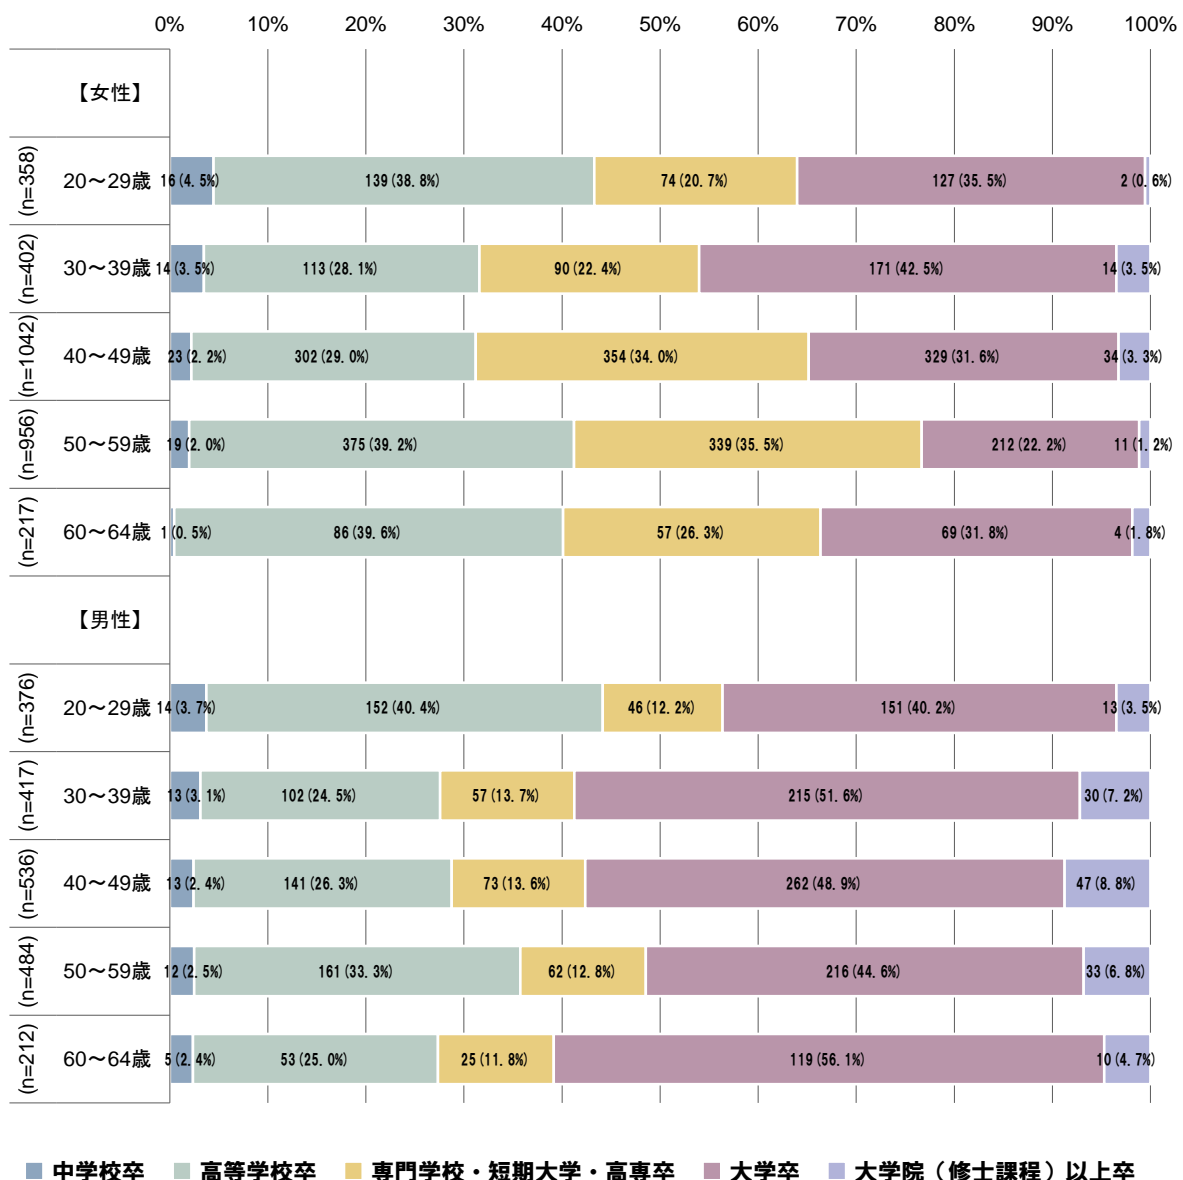 0% 10% 20% 30% 40% 50% 60% 70% 80% 90% 100%
【女性】
(n=358) 20～29歳 16(4.5%) 139(38.8%) 74(20.7%) 127(35.5%) 2(0.6%)
(n=402) 30～39歳 14(3.5%) 113(28.1%) 90(22.4%) 171(42.5%) 14(3.5%)
(n=1042) 40～49歳 23(2.2%) 302(29.0%) 354(34.0%) 329(31.6%) 34(3.3%)
(n=956) 50～59歳 19(2.0%) 375(39.2%) 339(35.5%) 212(22.2%) 11(1.2%)
(n=217) 60～64歳 1(0.5%) 86(39.6%) 57(26.3%) 69(31.8%) 4(1.8%)
【男性】
(n=376) 20～29歳 14(3.7%) 152(40.4%) 46(12.2%) 151(40.2%) 13(3.5%)
(n=417) 30～39歳 13(3.1%) 102(24.5%) 57(13.7%) 215(51.6%) 30(7.2%)
(n=536) 40～49歳 13(2.4%) 141(26.3%) 73(13.6%) 262(48.9%) 47(8.8%)
(n=484) 50～59歳 12(2.5%) 161(33.3%) 62(12.8%) 216(44.6%) 33(6.8%)
(n=212) 60～64歳 5(2.4%) 53(25.0%) 25(11.8%) 119(56.1%) 10(4.7%)
中学校卒 高等学校卒 専門学校・短期大学・高専卒 大学卒 大学院（修士課程）以上卒